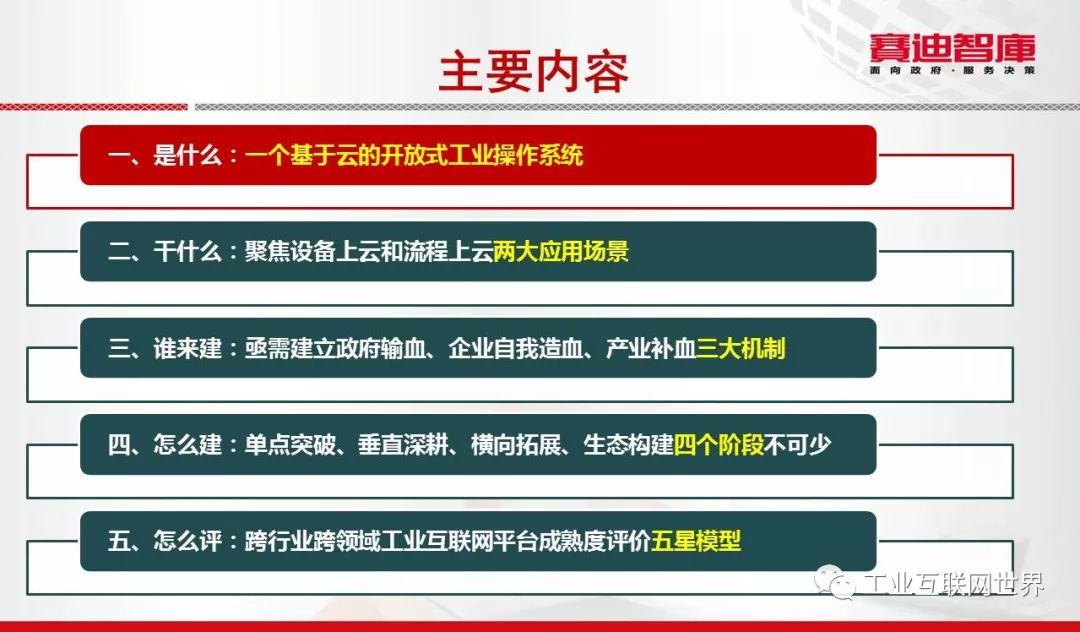 主要内容
賽迪智庫
面向政府·服务决策
一、是什么：一个基于云的开放式工业操作系统
二、干什么：聚焦设备上云和流程上云两大应用场景
三、谁来建：亟需建立政府输血、企业自我造血、产业补血三大机制
四、怎么建：单点突破、垂直深耕、横向拓展、生态构建四个阶段不可少
五、怎么评：跨行业跨领域工业互联网平台成熟度评价五星模型
工业互联网世界